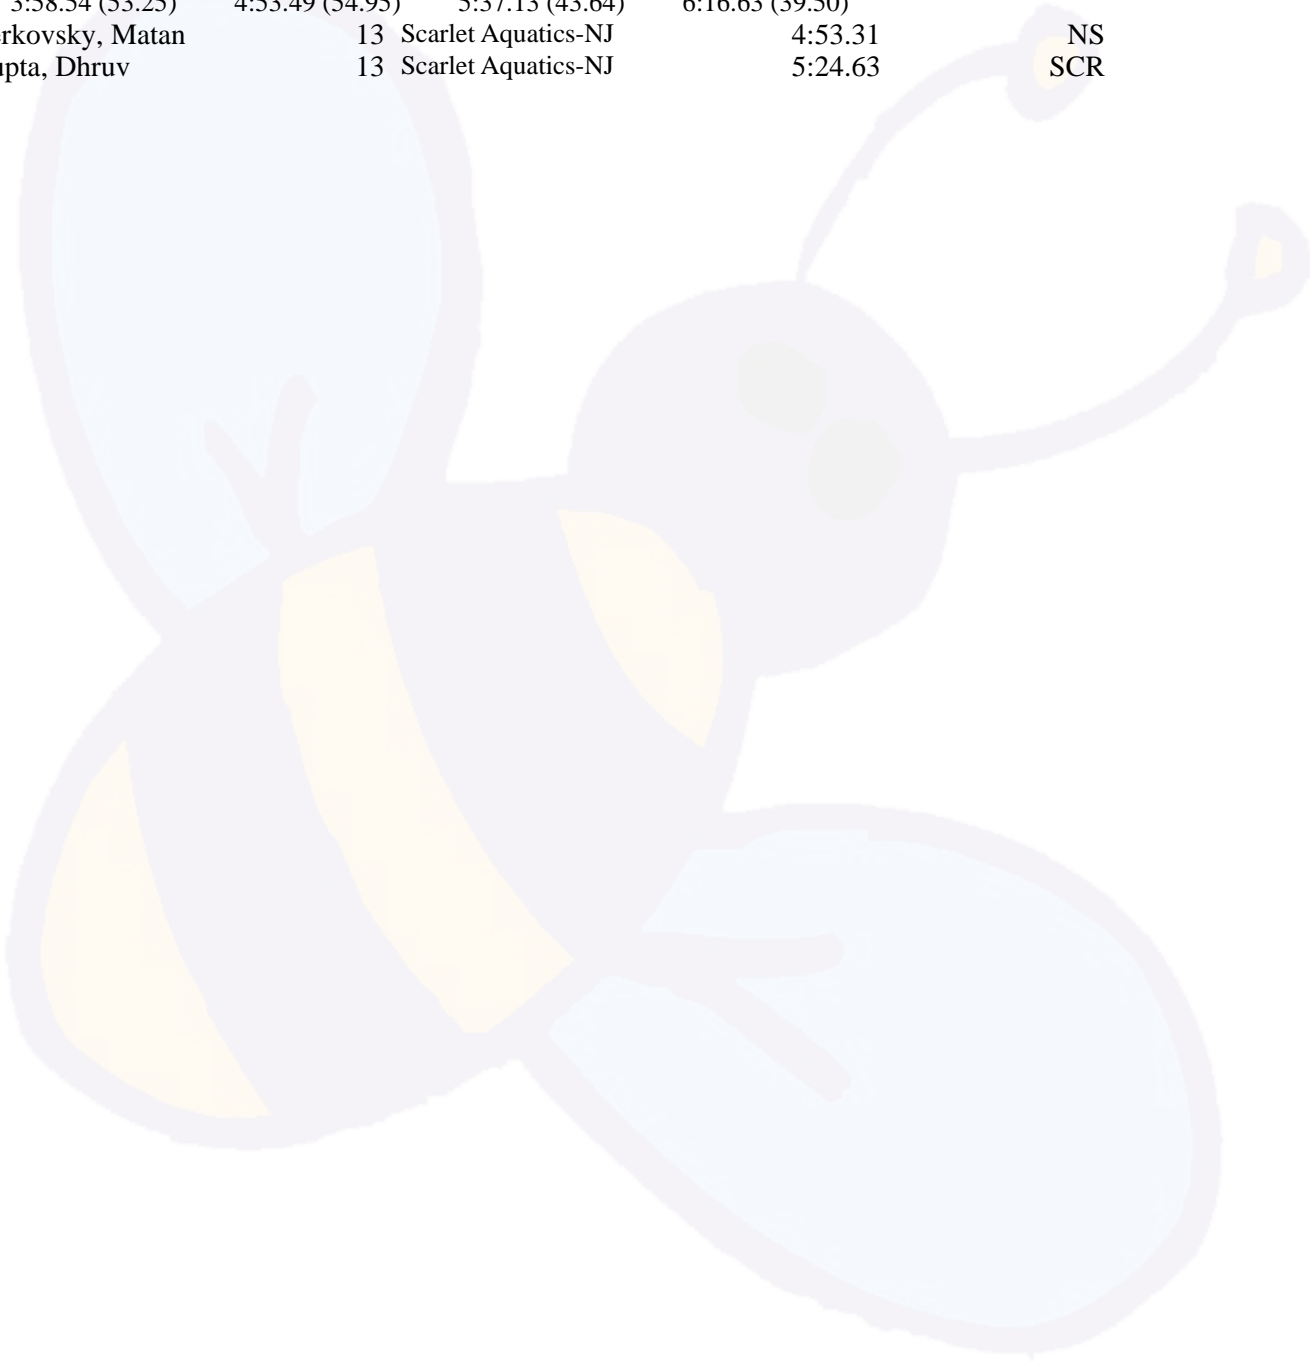 3:58.54 (53.25) 4:53.49 (54.95) 5:37.13 (43.64) 6:16.63 (39.50)
erkovsky, Matan 13 Scarlet Aquatics-NJ 4:53.31 NS
upta, Dhruv 13 Scarlet Aquatics-NJ 5:24.63 SCR